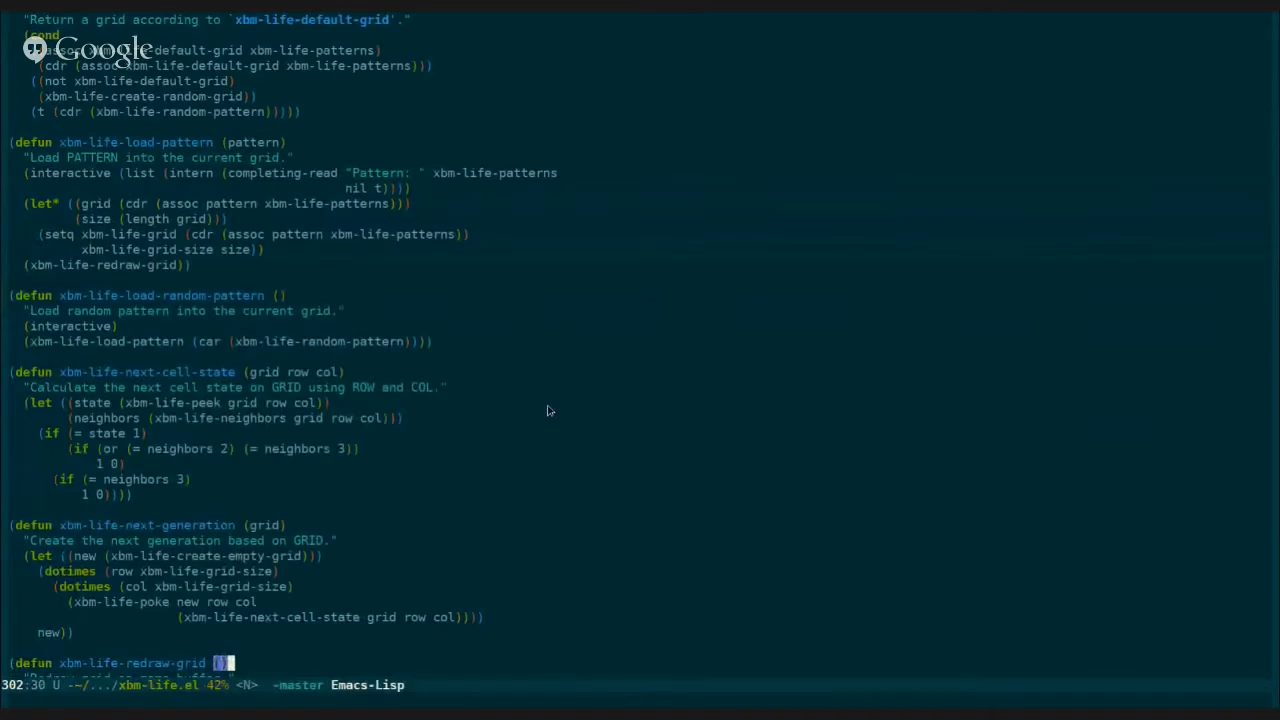 "Return a grid according to `xbm-life-default-grid'."
(cond
Google
xbm-life-default-grid xbm-life-patterns)
(cdr (assoc xbm-life-default-grid xbm-life-patterns)))
((not xbm-life-default-grid)
(xbm-life-create-random-grid))
(t (cdr (xbm-life-random-pattern)))))
(defun xbm-life-load-pattern (pattern)
"Load PATTERN into the current grid."
(interactive (list (intern (completing-read "Pattern: " xbm-life-patterns
nil t))))
(let* ((grid (cdr (assoc pattern xbm-life-patterns)))
(size (length grid)))
(setq xbm-life-grid (cdr (assoc pattern xbm-life-patterns))
xbm-life-grid-size size))
(xbm-life-redraw-grid))
(defun xbm-life-load-random-pattern ()
"Load random pattern into the current grid."
(interactive)
(xbm-life-load-pattern (car (xbm-life-random-pattern))))
(defun xbm-life-next-cell-state (grid row col)
"Calculate the next cell state on GRID using ROW and COL."
(let ((state (xbm-life-peek grid row col))
(neighbors (xbm-life-neighbors grid row col)))
(if (= state 1)
(if (or (= neighbors 2) (= neighbors 3))
1 0)
(if (= neighbors 3)
1 0))))
(defun xbm-life-next-generation (grid)
"Create the next generation based on GRID."
(let ((new (xbm-life-create-empty-grid)))
(dotimes (row xbm-life-grid-size)
(dotimes (col xbm-life-grid-size)
(xbm-life-poke new row col
(xbm-life-next-cell-state grid row col))))
new))
(defun xbm-life-redraw-grid ()
302:30 U --~/.../xbm-life.el 42% <N> -master Emacs-Lisp